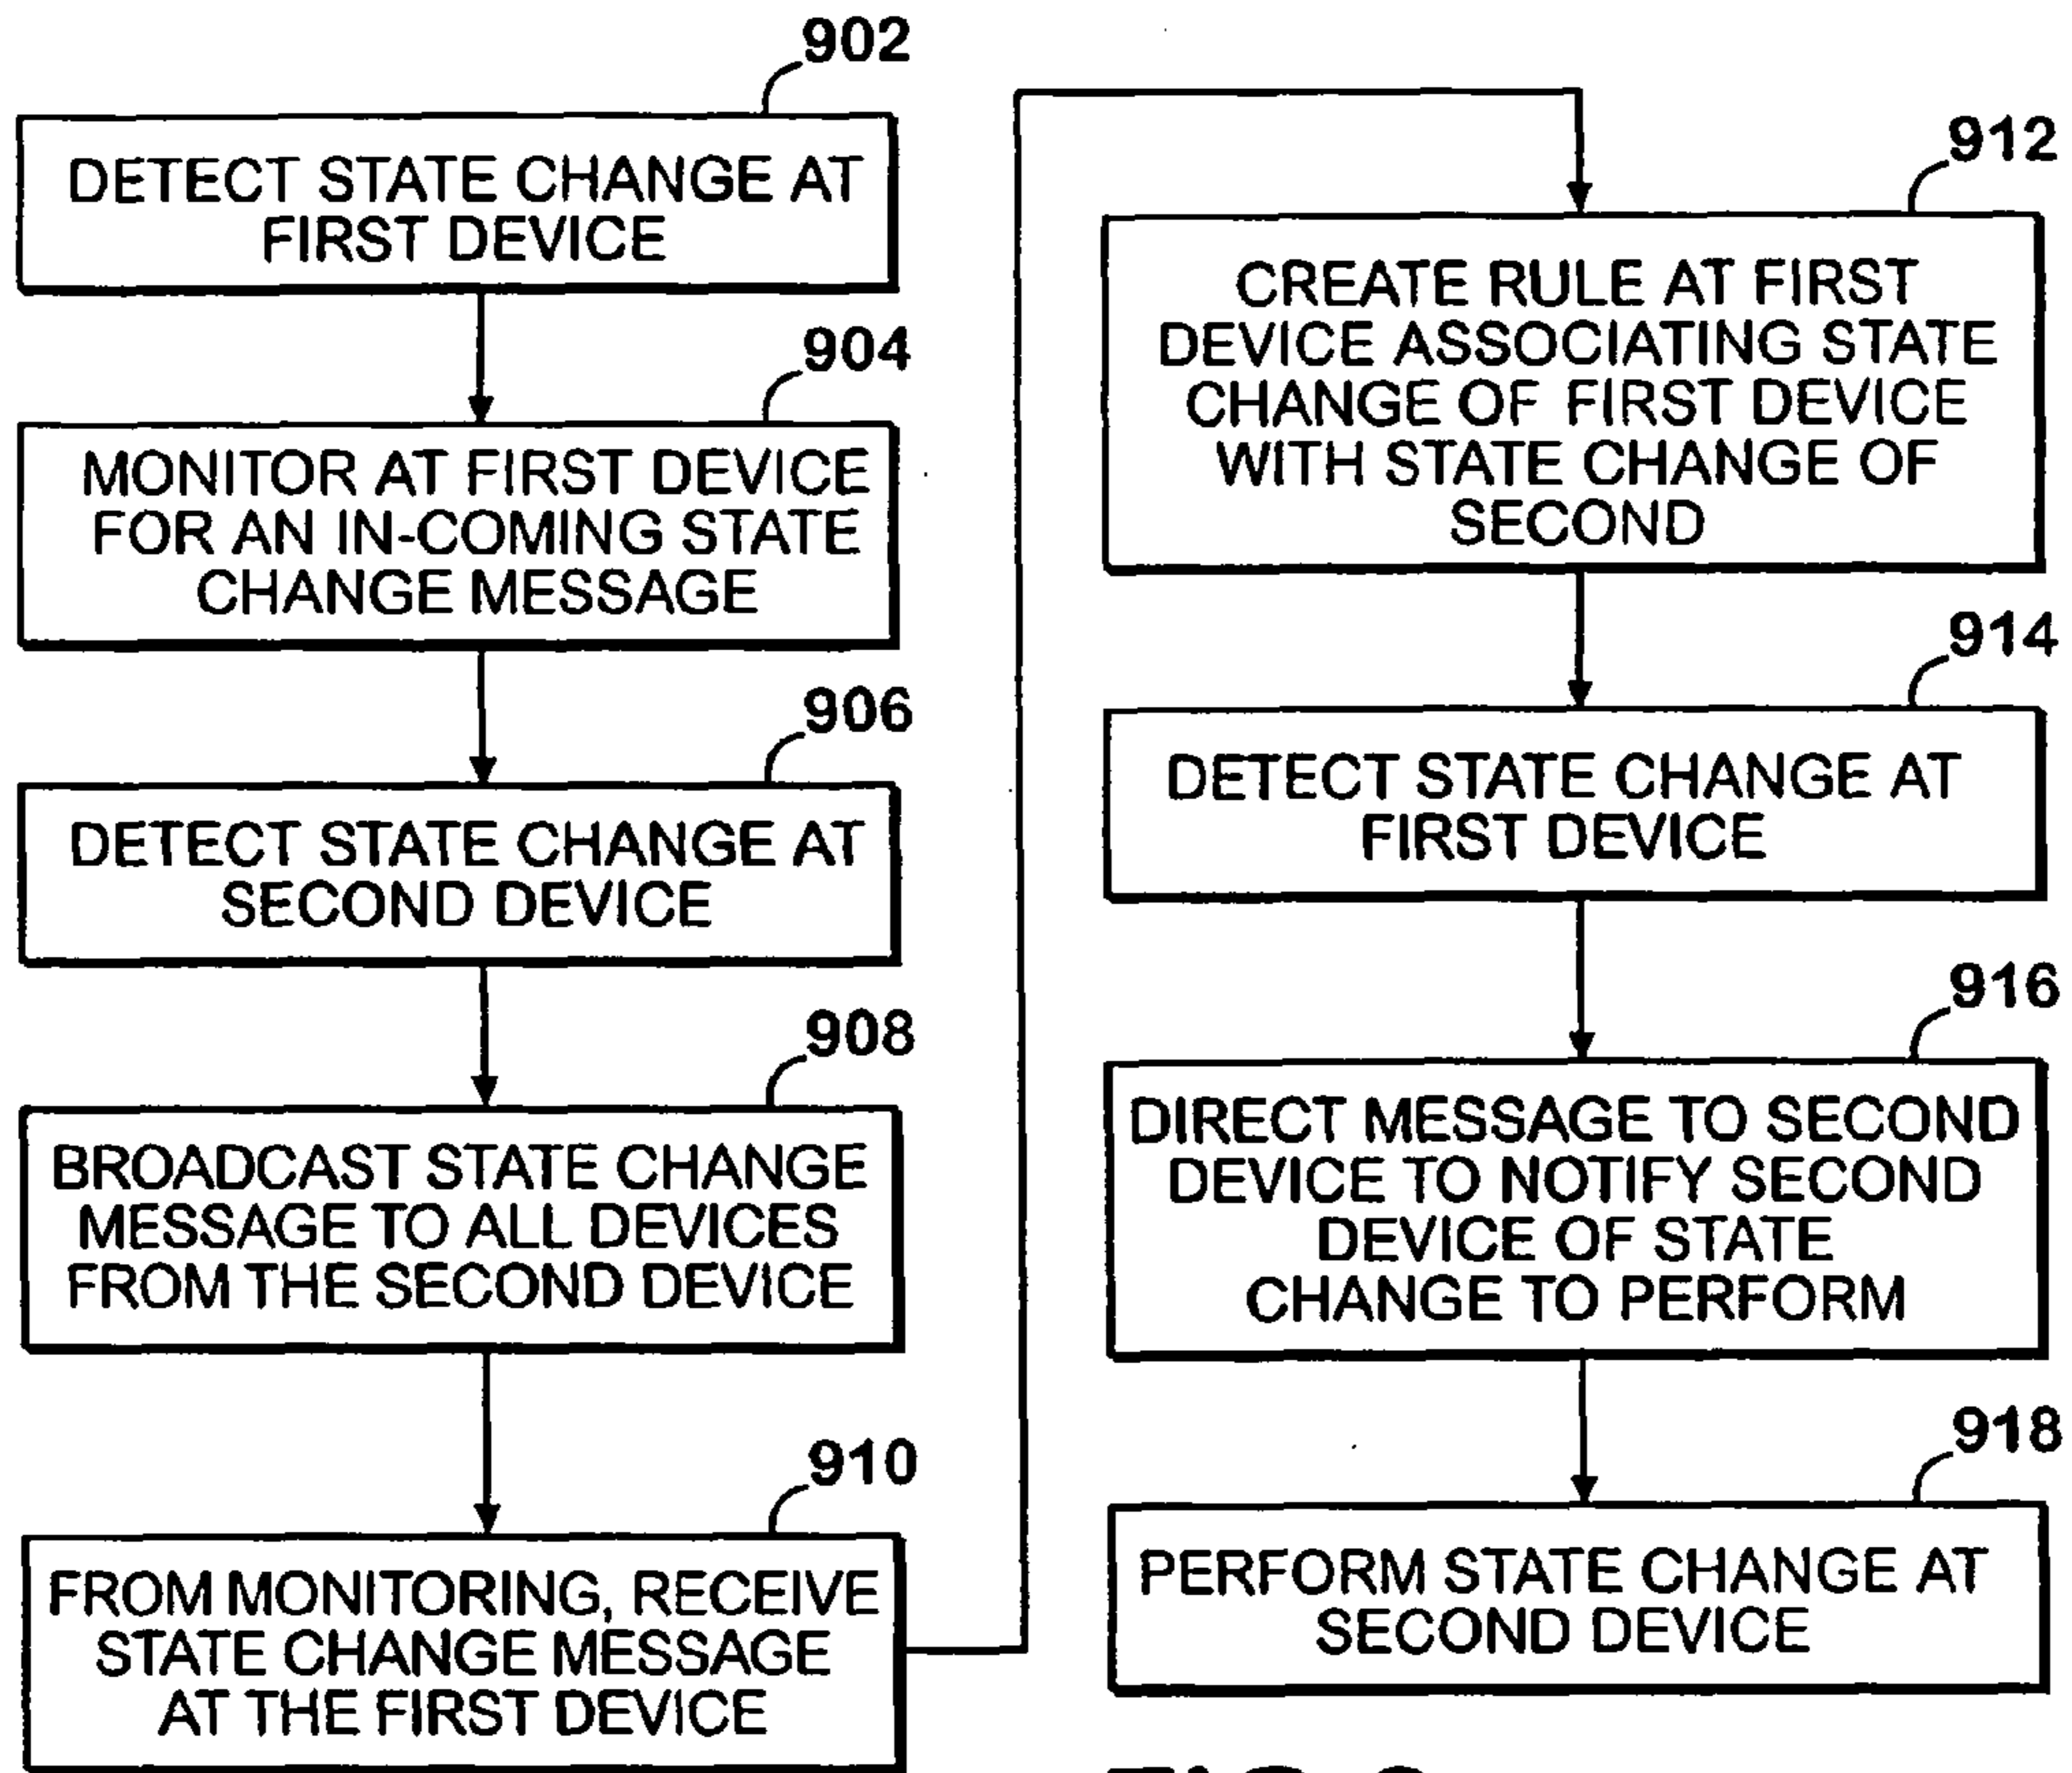 902
DETECT STATE CHANGE AT
FIRST DEVICE
904
MONITOR AT FIRST DEVICE
FOR AN IN-COMING STATE
CHANGE MESSAGE
906
DETECT STATE CHANGE AT
SECOND DEVICE
908
BROADCAST STATE CHANGE
MESSAGE TO ALL DEVICES
FROM THE SECOND DEVICE
910
FROM MONITORING, RECEIVE
STATE CHANGE MESSAGE
AT THE FIRST DEVICE
912
CREATE RULE AT FIRST
DEVICE ASSOCIATING STATE
CHANGE OF FIRST DEVICE
WITH STATE CHANGE OF
SECOND
914
DETECT STATE CHANGE AT
FIRST DEVICE
916
DIRECT MESSAGE TO SECOND
DEVICE TO NOTIFY SECOND
DEVICE OF STATE
CHANGE TO PERFORM
918
PERFORM STATE CHANGE AT
SECOND DEVICE